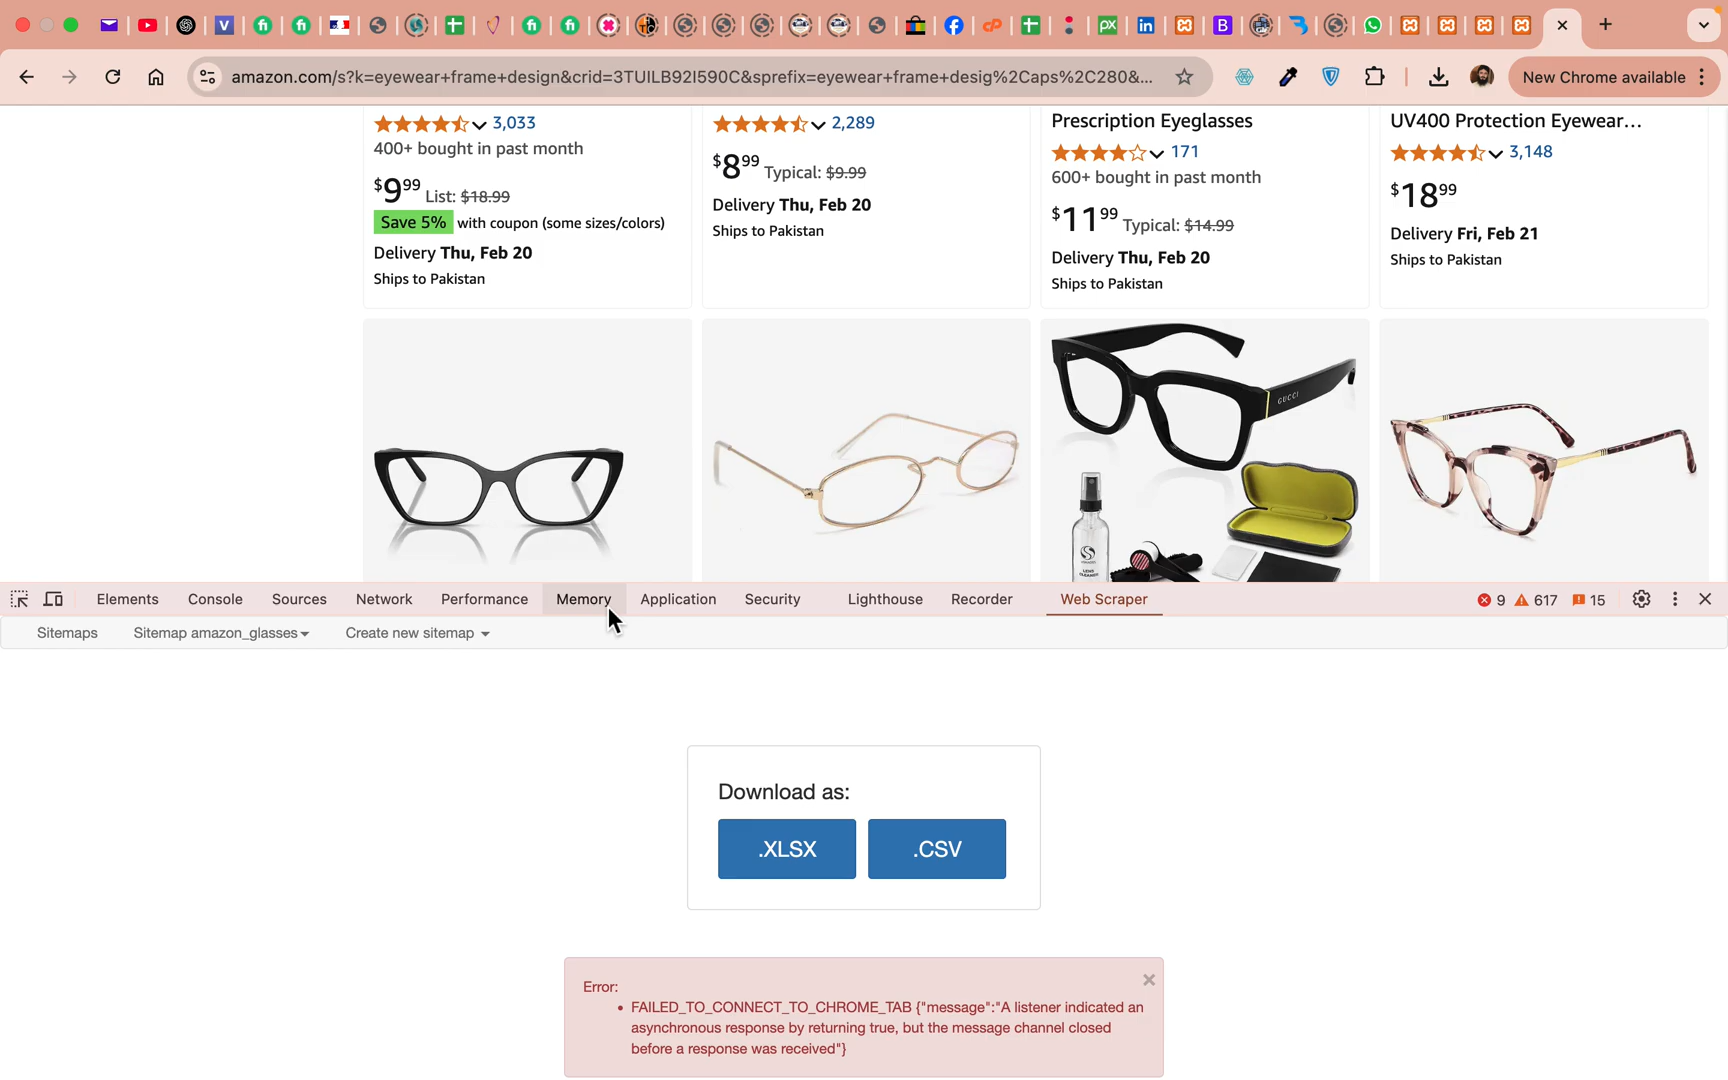 amazon.com/s?k=eyewear+frame+design&crid=3TUILB92I590C&sprefix=eyewear+frame+desig%2Caps%2C280&...
New Chrome available
3,033
400+ bought in past month
$9.99 List: $18.99
Save 5% with coupon (some sizes/colors)
Delivery Thu, Feb 20
Ships to Pakistan
2,289
$8.99 Typical: $9.99
Delivery Thu, Feb 20
Ships to Pakistan
Prescription Eyeglasses
171
600+ bought in past month
$11.99 Typical: $14.99
Delivery Thu, Feb 20
Ships to Pakistan
UV400 Protection Eyewear...
3,148
$18.99
Delivery Fri, Feb 21
Ships to Pakistan
GUCCI
LENS
CLEANER
Elements Console Sources Network Performance Memory Application Security Lighthouse Recorder Web Scraper 9 617 15
Sitemaps Sitemap amazon_glasses Create new sitemap
Download as:
.XLSX .CSV
Error:
• FAILED_TO_CONNECT_TO_CHROME_TAB {"message":"A listener indicated an
asynchronous response by returning true, but the message channel closed
before a response was received"}